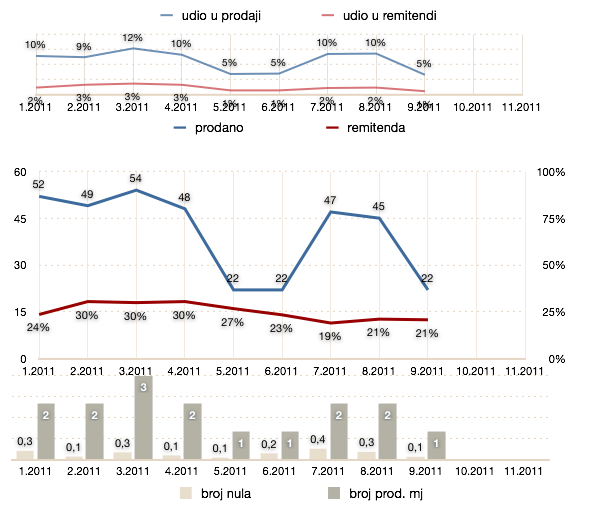 udio u prodaji udio u remitendi
10% 9% 12% 10% 5% 5% 10% 10% 5%
2% 3% 3% 3% 1% 1% 2% 2% 1%
1.2011 2.2011 3.2011 4.2011 5.2011 6.2011 7.2011 8.2011 9.2011 10.2011 11.2011
prodano remitenda
60 100%
52 49 54 48 22 22 47 45 22
45 75%
30 50%
15 25%
24% 30% 30% 30% 27% 23% 19% 21% 21%
0 0%
1.2011 2.2011 3.2011 4.2011 5.2011 6.2011 7.2011 8.2011 9.2011 10.2011 11.2011
2 2 3 2 1 1 2 2 1
0,3 0,1 0,3 0,1 0,1 0,2 0,4 0,3 0,1
1.2011 2.2011 3.2011 4.2011 5.2011 6.2011 7.2011 8.2011 9.2011 10.2011 11.2011
broj nula broj prod. mj